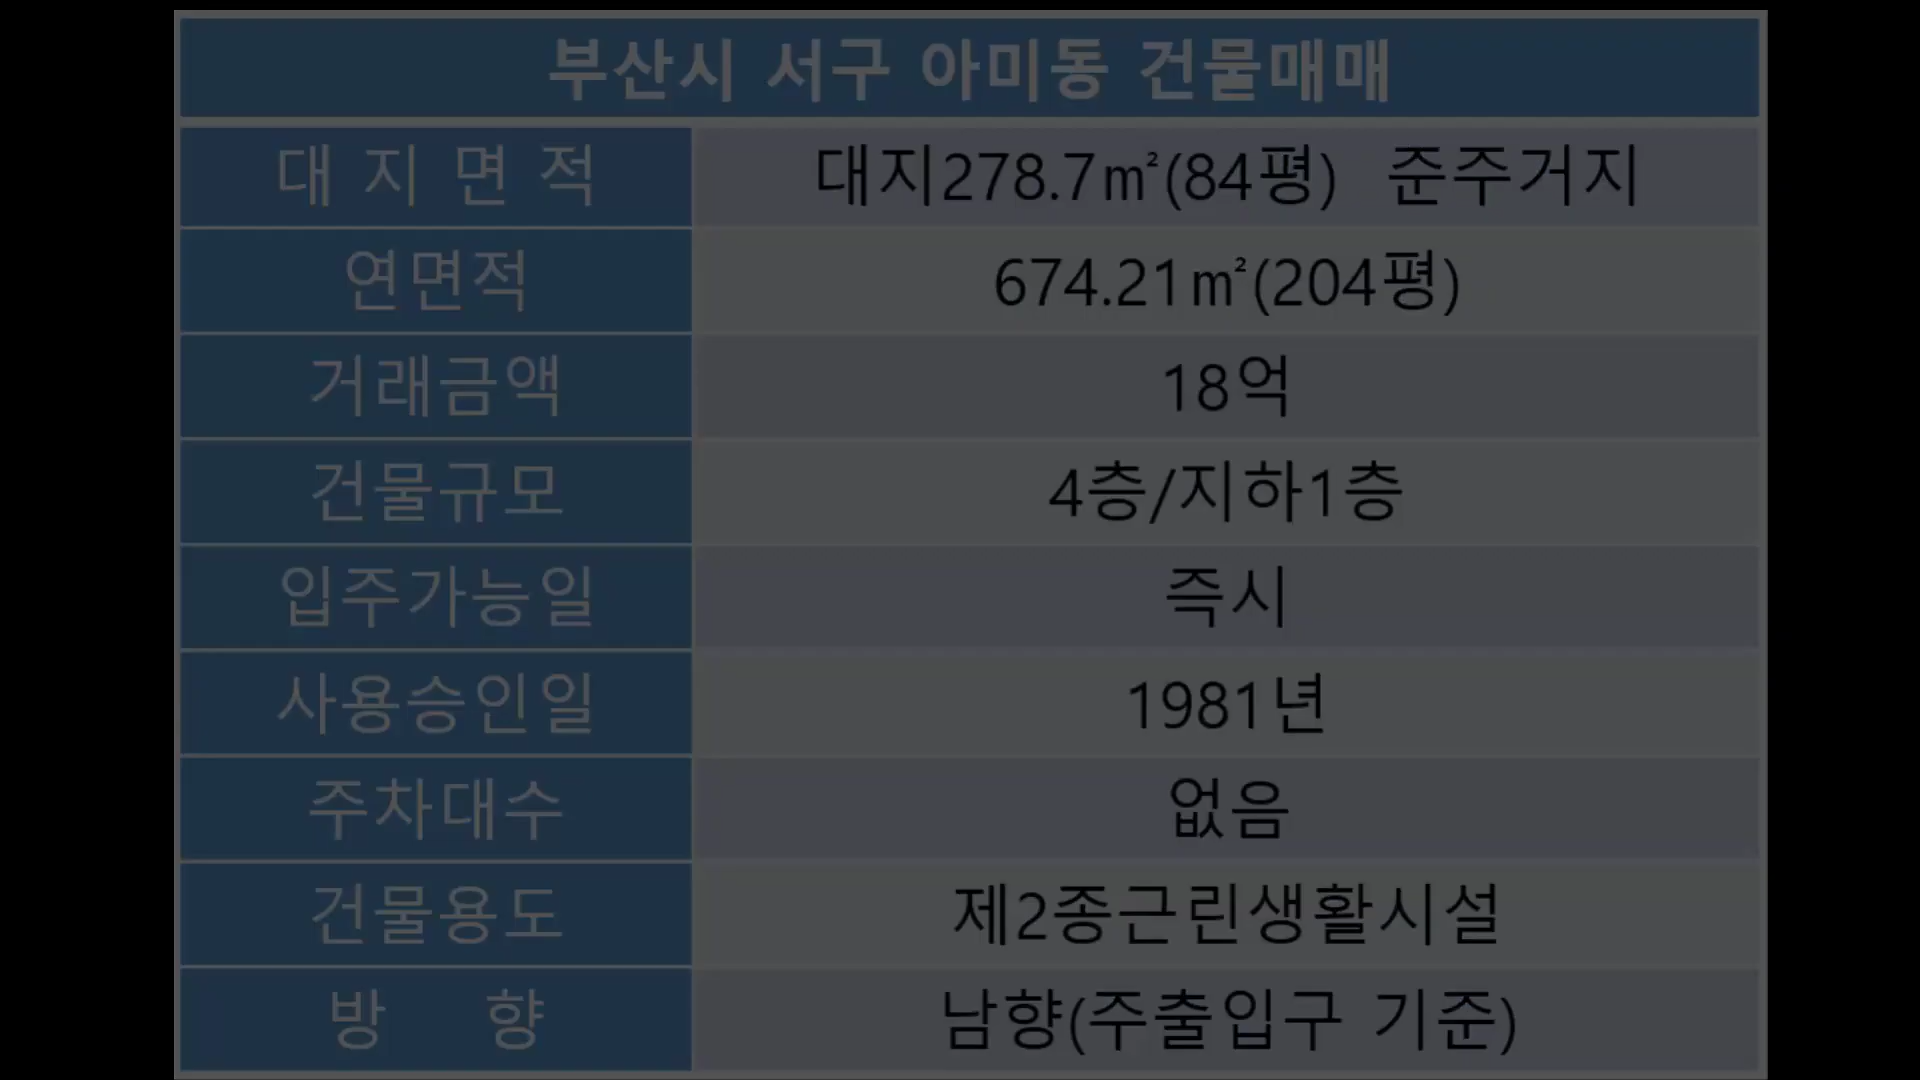 부산시 서구 아미동 건물매매
대 지 면 적 대지278.7㎡(84평) 준주거지
연면적 674.21㎡(204평)
거래금액 18억
건물규모 4층/지하1층
입주가능일 즉시
사용승인일 1981년
주차대수 없음
건물용도 제2종근린생활시설
방 향 남향(주출입구 기준)